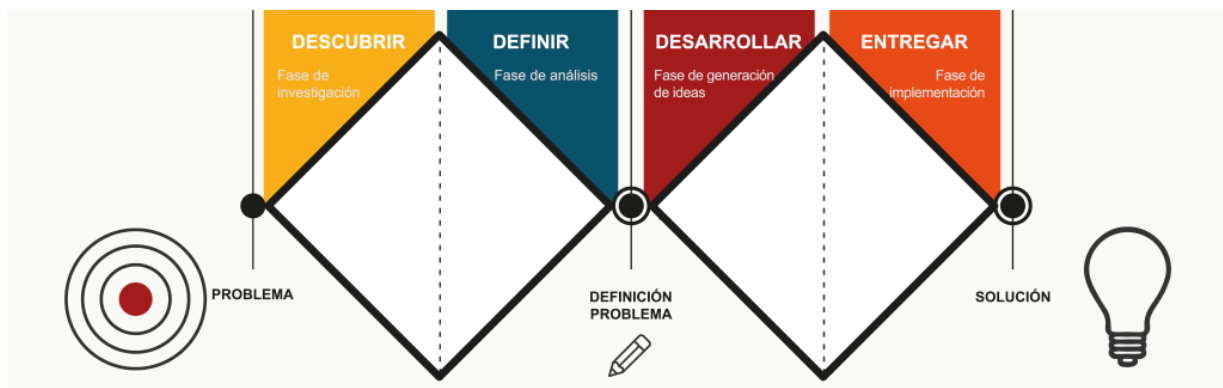 DESCUBRIR
Fase de
investigación
DEFINIR
Fase de análisis
DESARROLLAR
Fase de generación
de ideas
ENTREGAR
Fase de
implementación
PROBLEMA
DEFINICIÓN
PROBLEMA
SOLUCIÓN